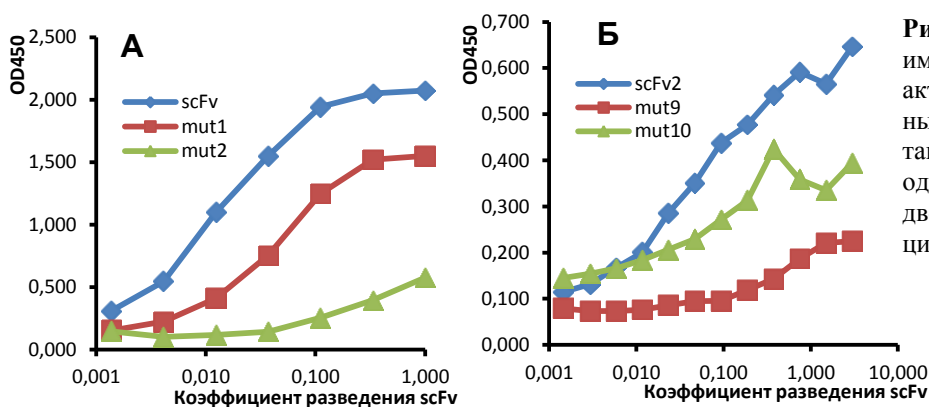 А
OD450
2,500
2,000
1,500
1,000
0,500
0,000
scFv
mut1
mut2
0,001
0,010
0,100
1,000
Коэффициент разведения scFv
Б
OD450
0,700
0,600
0,500
0,400
0,300
0,200
0,100
0,000
scFv2
mut9
mut10
0,001
0,010
0,100
1,000
10,000
Коэффициент разведения scFv
Ри
им
акт
ны
таг
од
дв
ци